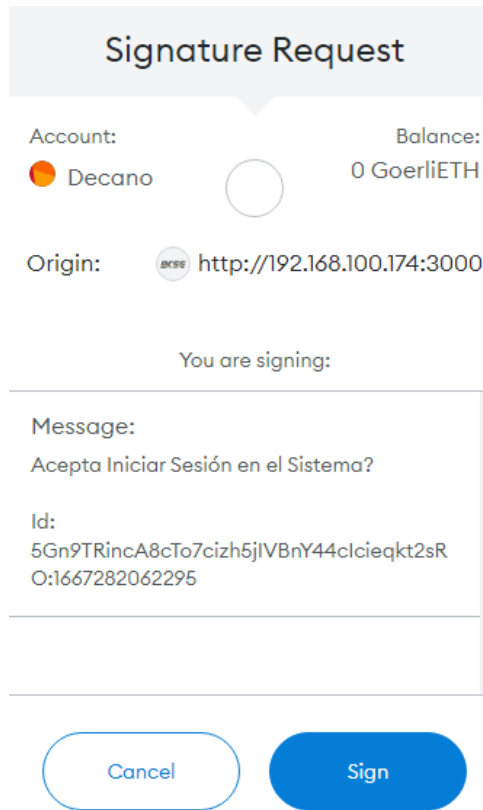 Signature Request
Account:
Balance:
Decano
0 GoerliETH
Origin:
http://192.168.100.174:3000
You are signing:
Message:
Acepta Iniciar Sesión en el Sistema?
Id:
5Gn9TRincA8cTo7cizh5jIVBnY44cIcieqkt2sR
O:1667282062295
Cancel
Sign